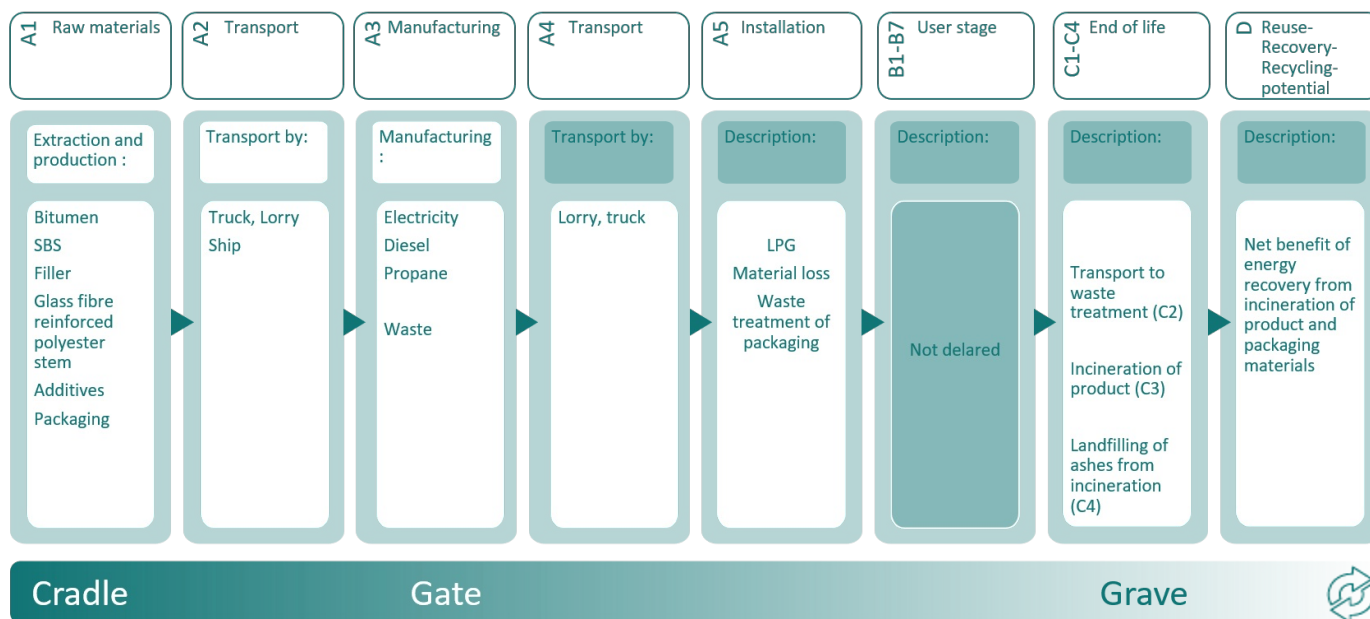 A1 Raw materials
A2 Transport
A3 Manufacturing
A4 Transport
A5 Installation
B1-B7 User stage
C1-C4 End of life
D Reuse-
Recovery-
Recycling-
potential
Extraction and
production :
Bitumen
SBS
Filler
Glass fibre
reinforced
polyester
stem
Additives
Packaging
Transport by:
Truck, Lorry
Ship
Manufacturing
:
Electricity
Diesel
Propane
Waste
Transport by:
Lorry, truck
Description:
LPG
Material loss
Waste
treatment of
packaging
Description:
Not delared
Description:
Transport to
waste
treatment (C2)
Incineration of
product (C3)
Landfilling of
ashes from
incineration
(C4)
Description:
Net benefit of
energy
recovery from
incineration of
product and
packaging
materials
Cradle
Gate
Grave